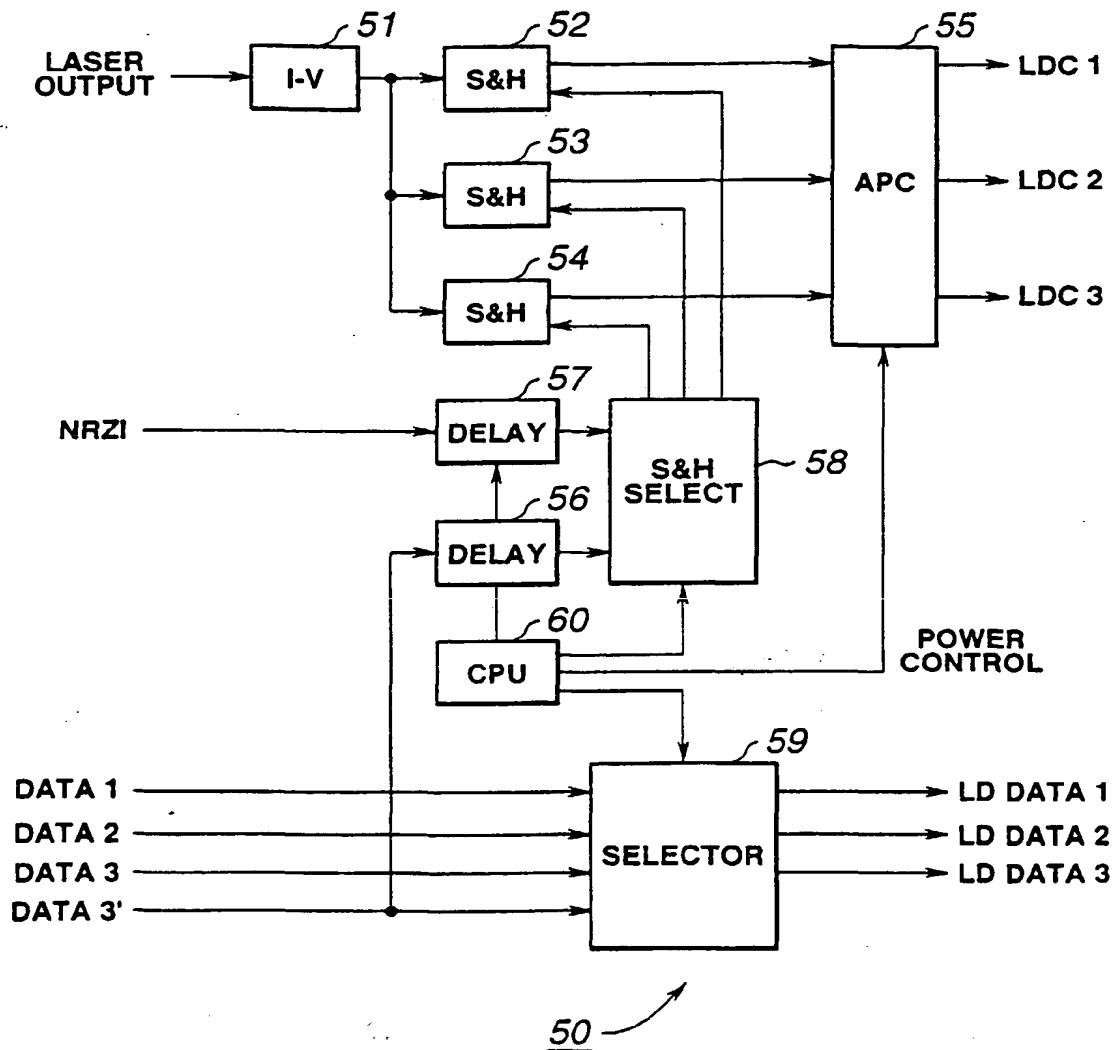 51
52
55
LASER
OUTPUT
I-V
S&H
LDC 1
53
S&H
APC
LDC 2
54
S&H
LDC 3
57
NRZI
DELAY
S&H
SELECT
58
56
DELAY
60
CPU
POWER
CONTROL
59
DATA 1
LD DATA 1
DATA 2
LD DATA 2
SELECTOR
DATA 3
LD DATA 3
DATA 3'
50